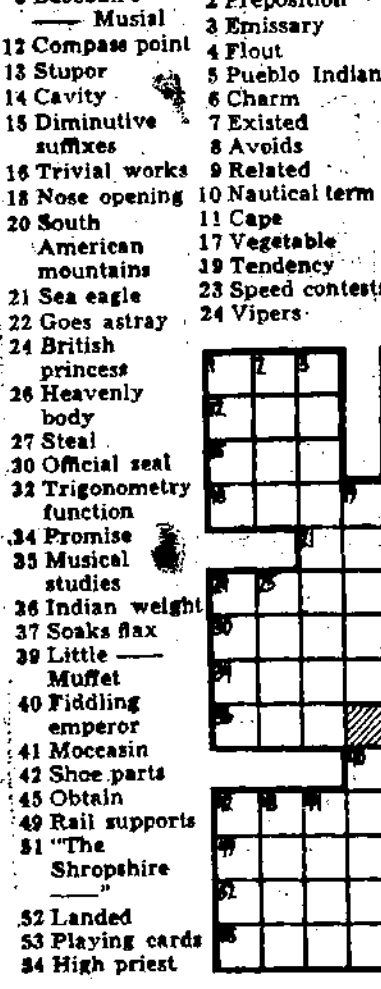 —— Musial
12 Compass point
13 Stupor
14 Cavity
15 Diminutive
suffixes
16 Trivial works
18 Nose opening
20 South
American
mountains
21 Sea eagle
22 Goes astray
24 British
princess
26 Heavenly
body
27 Steal
30 Official seal
32 Trigonometry
function
34 Promise
35 Musical
studies
36 Indian weight
37 Soaks flax
39 Little ——
Muffet
40 Fiddling
emperor
41 Moccasin
42 Shoe parts
45 Obtain
49 Rail supports
51 "The
Shropshire
——"
52 Landed
53 Playing cards
54 High priest
2 Preposition
3 Emissary
4 Flout
5 Pueblo Indian
6 Charm
7 Existed
8 Avoids
9 Related
10 Nautical term
11 Cape
17 Vegetable
19 Tendency
23 Speed contests
24 Vipers